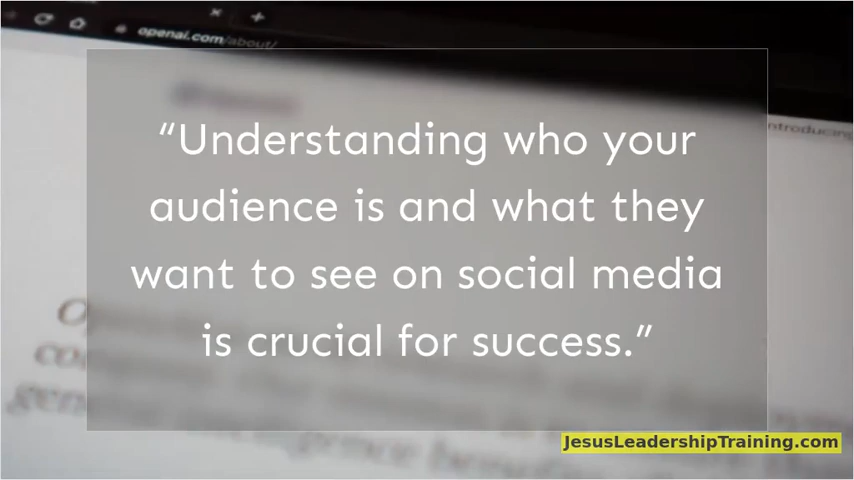 openai.com/about/
ntroducing
“Understanding who your
audience is and what they
want to see on social media
is crucial for success.”
JesusLeadershipTraining.com